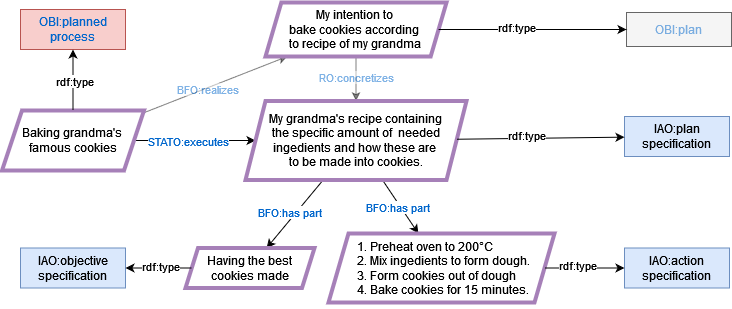 OBI:planned
process
My intention to
bake cookies according
to recipe of my grandma
rdf:type
OBI:plan
rdf:type
BFO:realizes
RO:concretizes
Baking grandma's
famous cookies
STATO:executes
My grandma's recipe containing
the specific amount of needed
ingedients and how these are
to be made into cookies.
rdf:type
IAO:plan
specification
BFO:has part
BFO:has part
IAO:objective
specification
rdf:type
Having the best
cookies made
1. Preheat oven to 200°C
2. Mix ingedients to form dough.
3. Form cookies out of dough
4. Bake cookies for 15 minutes.
rdf:type
IAO:action
specification